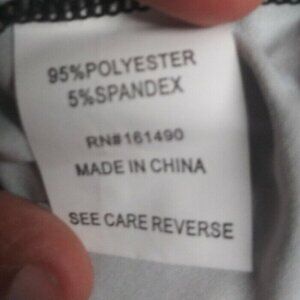 95%POLYESTER
5%SPANDEX
RN#161490
MADE IN CHINA
SEE CARE REVERSE